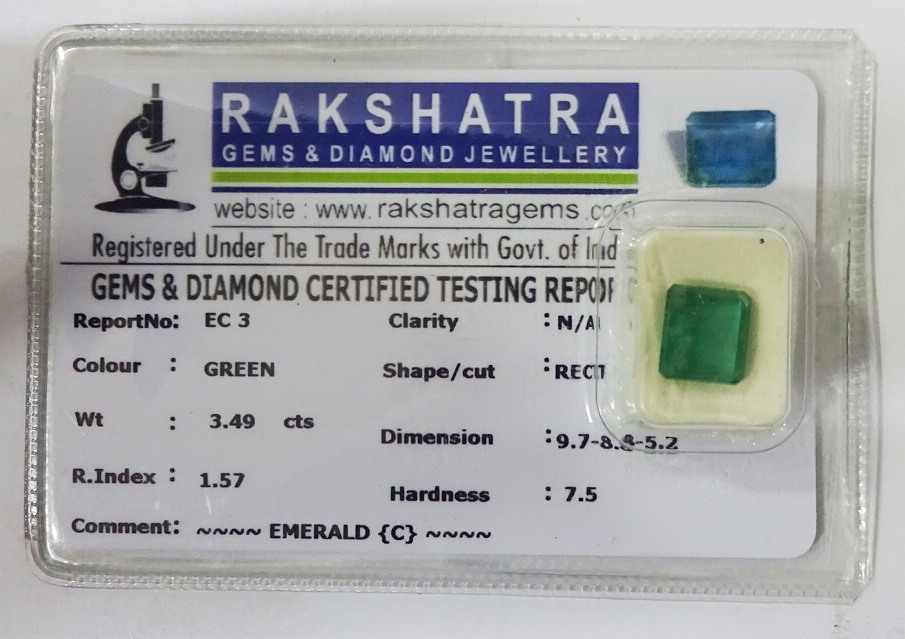 RAKSHATRA
GEMS & DIAMOND JEWELLERY
website : www.rakshatragems.com
Registered Under The Trade Marks with Govt. of Ind
GEMS & DIAMOND CERTIFIED TESTING REPOR
ReportNo: EC 3 Clarity : N/A
Colour : GREEN Shape/cut : RECT
Wt : 3.49 cts Dimension : 9.7-8.8-5.2
R.Index : 1.57 Hardness : 7.5
Comment: ~~~~ EMERALD {C} ~~~~